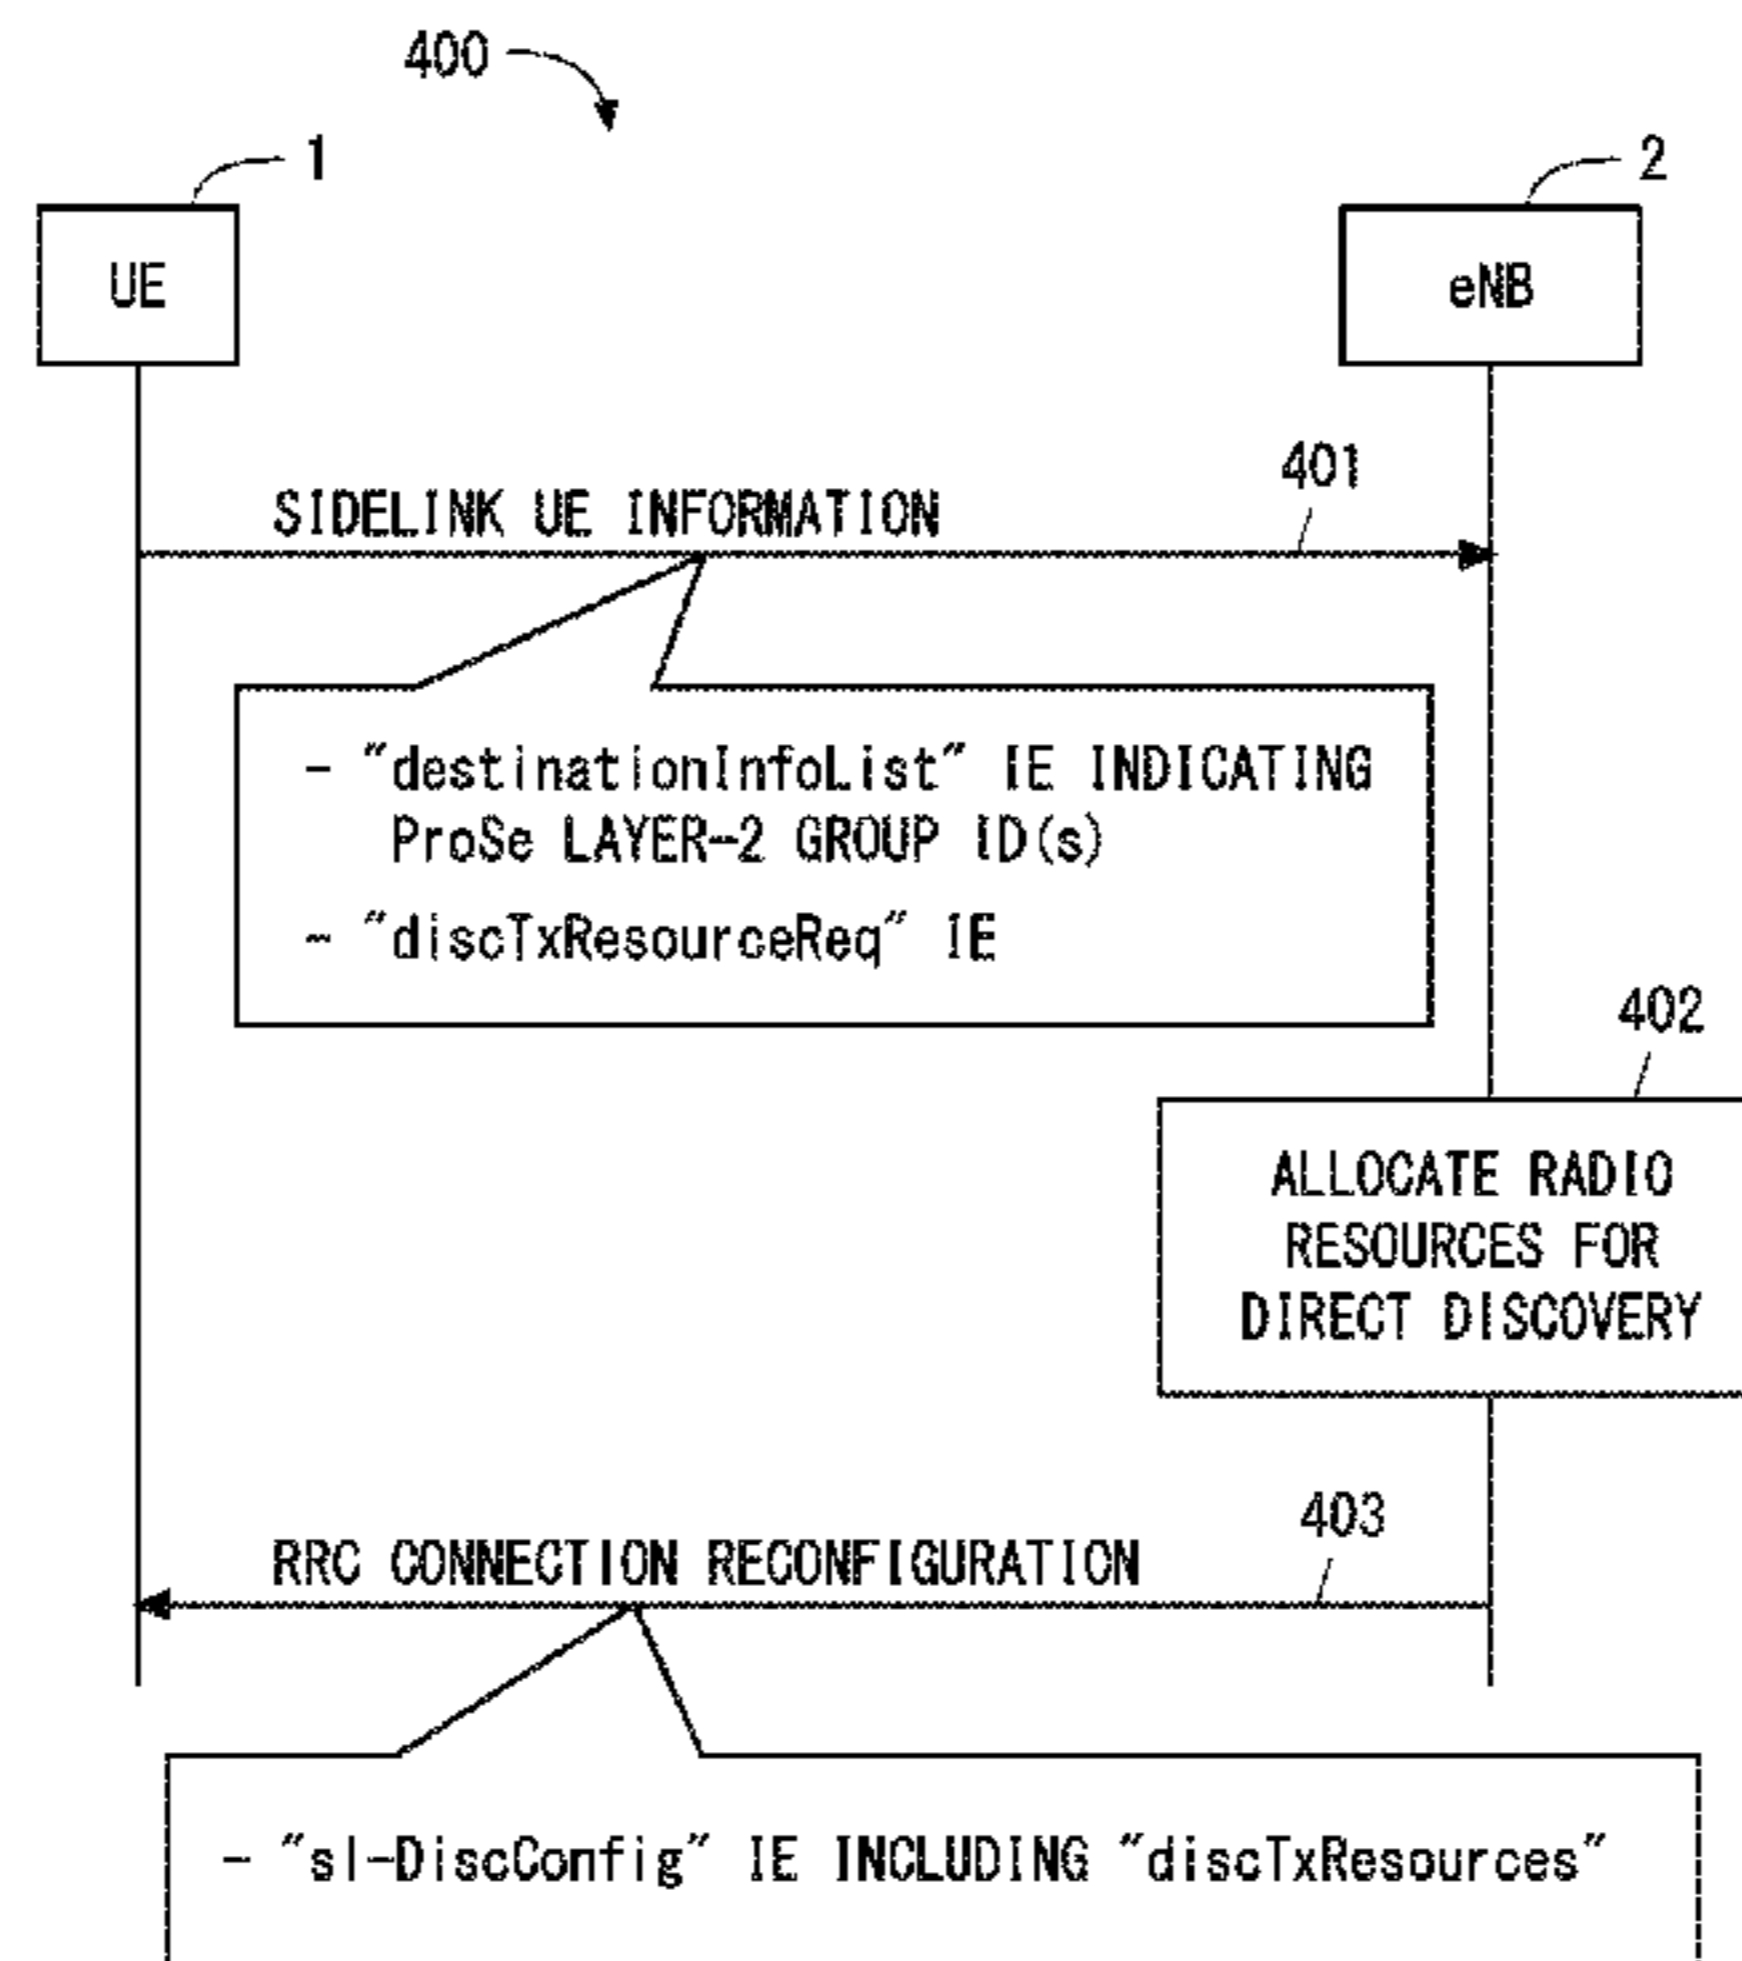 400
1
2
UE
eNB
401
SIDELINK UE INFORMATION
- "destinationInfoList" IE INDICATING
ProSe LAYER-2 GROUP ID(s)
- "discTxResourceReq" IE
402
ALLOCATE RADIO
RESOURCES FOR
DIRECT DISCOVERY
403
RRC CONNECTION RECONFIGURATION
- "sl-DiscConfig" IE INCLUDING "discTxResources"